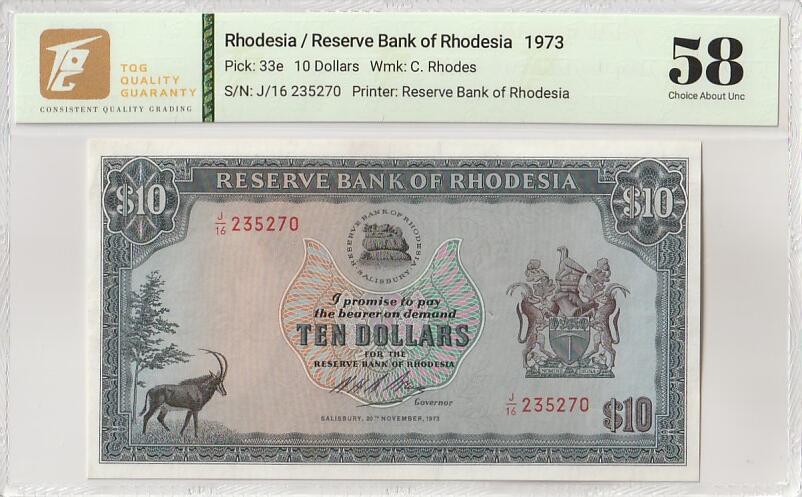 Rhodesia / Reserve Bank of Rhodesia 1973
Pick: 33e 10 Dollars Wmk: C. Rhodes
S/N: J/16 235270 Printer: Reserve Bank of Rhodesia
TQG
QUALITY
GUARANTY
CONSISTENT QUALITY GRADING
58
Choice About Unc
RESERVE BANK OF RHODESIA
$10
$10
J/16 235270
RESERVE BANK OF RHODESIA
SALISBURY
I promise to pay
the bearer on demand
TEN DOLLARS
FOR THE
RESERVE BANK OF RHODESIA
Governor
SALISBURY, 20TH NOVEMBER, 1973
J/16 235270
$10